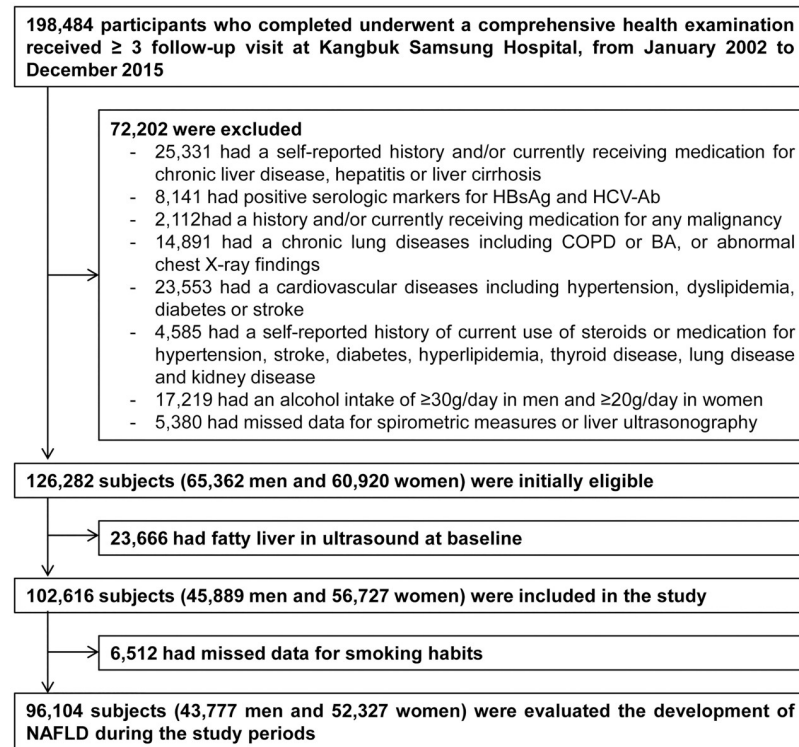 198,484 participants who completed underwent a comprehensive health examination
received ≥ 3 follow-up visit at Kangbuk Samsung Hospital, from January 2002 to
December 2015
72,202 were excluded
- 25,331 had a self-reported history and/or currently receiving medication for
chronic liver disease, hepatitis or liver cirrhosis
- 8,141 had positive serologic markers for HBsAg and HCV-Ab
- 2,112had a history and/or currently receiving medication for any malignancy
- 14,891 had a chronic lung diseases including COPD or BA, or abnormal
chest X-ray findings
- 23,553 had a cardiovascular diseases including hypertension, dyslipidemia,
diabetes or stroke
- 4,585 had a self-reported history of current use of steroids or medication for
hypertension, stroke, diabetes, hyperlipidemia, thyroid disease, lung disease
and kidney disease
- 17,219 had an alcohol intake of ≥30g/day in men and ≥20g/day in women
- 5,380 had missed data for spirometric measures or liver ultrasonography
126,282 subjects (65,362 men and 60,920 women) were initially eligible
23,666 had fatty liver in ultrasound at baseline
102,616 subjects (45,889 men and 56,727 women) were included in the study
6,512 had missed data for smoking habits
96,104 subjects (43,777 men and 52,327 women) were evaluated the development of
NAFLD during the study periods